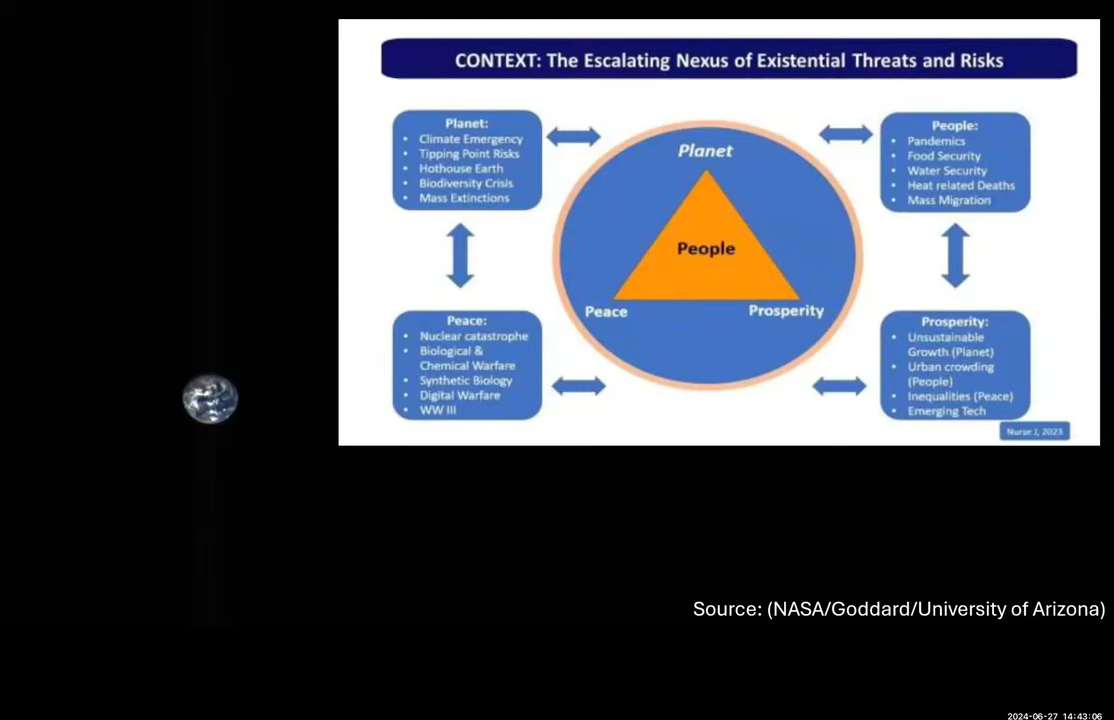 CONTEXT: The Escalating Nexus of Existential Threats and Risks
Planet:
• Climate Emergency
• Tipping Point Risks
• Hothouse Earth
• Biodiversity Crisis
• Mass Extinctions
People:
• Pandemics
• Food Security
• Water Security
• Heat related Deaths
• Mass Migration
Planet
People
Peace
Prosperity
Peace:
• Nuclear catastrophe
• Biological &
Chemical Warfare
• Synthetic Biology
• Digital Warfare
• WW III
Prosperity:
• Unsustainable
Growth (Planet)
• Urban crowding
(People)
• Inequalities (Peace)
• Emerging Tech
Nurse J, 2023
Source: (NASA/Goddard/University of Arizona)
2024-06-27 14:43:06